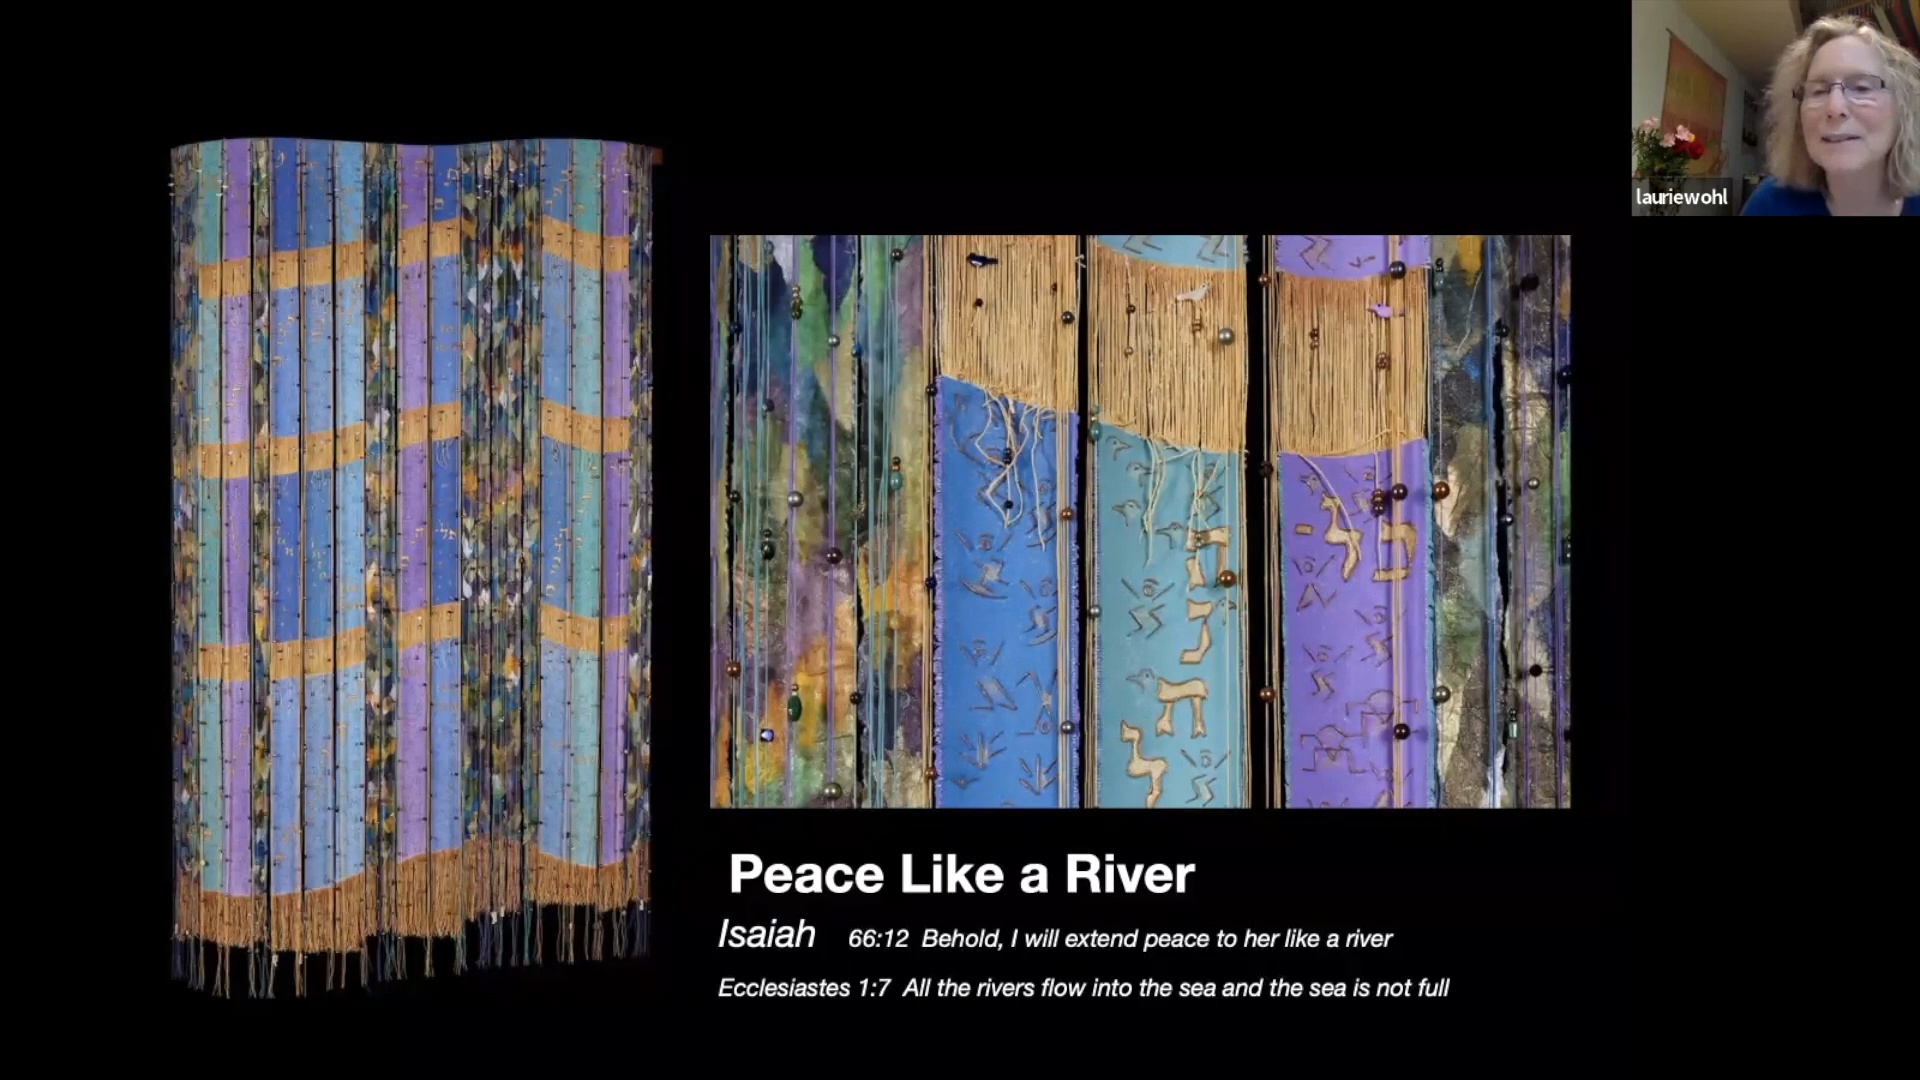 lauriewohl
Peace Like a River
Isaiah 66:12 Behold, I will extend peace to her like a river
Ecclesiastes 1:7 All the rivers flow into the sea and the sea is not full